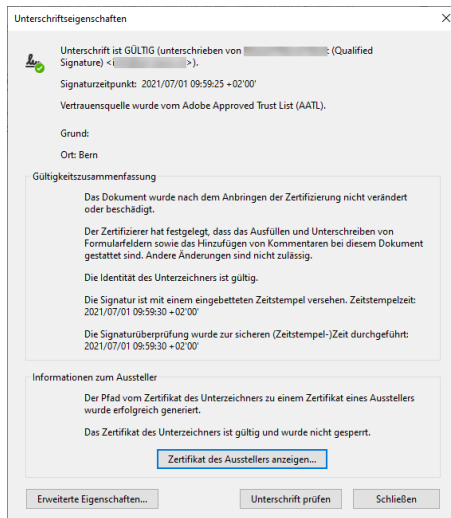 Unterschriftseigenschaften
Unterschrift ist GÜLTIG (unterschrieben von : (Qualified
Signature) < >).
Signaturzeitpunkt: 2021/07/01 09:59:25 +02'00'
Vertrauensquelle wurde vom Adobe Approved Trust List (AATL).
Grund:
Ort: Bern
Gültigkeitszusammenfassung
Das Dokument wurde nach dem Anbringen der Zertifizierung nicht verändert
oder beschädigt.
Der Zertifizierer hat festgelegt, dass das Ausfüllen und Unterschreiben von
Formularfeldern sowie das Hinzufügen von Kommentaren bei diesem Dokument
gestattet sind. Andere Änderungen sind nicht zulässig.
Die Identität des Unterzeichners ist gültig.
Die Signatur ist mit einem eingebetteten Zeitstempel versehen. Zeitstempelzeit:
2021/07/01 09:59:30 +02'00'
Die Signaturüberprüfung wurde zur sicheren (Zeitstempel-)Zeit durchgeführt:
2021/07/01 09:59:30 +02'00'
Informationen zum Aussteller
Der Pfad vom Zertifikat des Unterzeichners zu einem Zertifikat eines Ausstellers
wurde erfolgreich generiert.
Das Zertifikat des Unterzeichners ist gültig und wurde nicht gesperrt.
Zertifikat des Ausstellers anzeigen...
Erweiterte Eigenschaften...
Unterschrift prüfen
Schließen